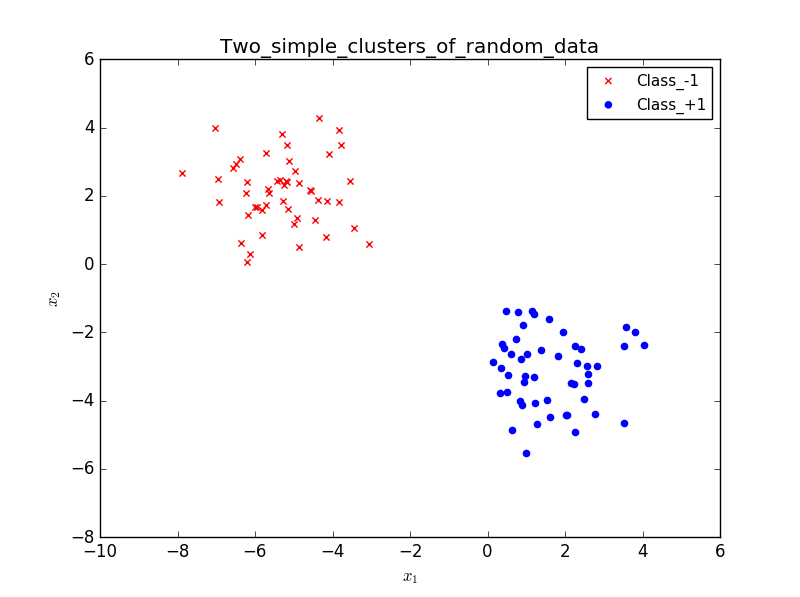 Two_simple_clusters_of_random_data
Class_-1
Class_+1
6
4
2
0
−2
−4
−6
−8
x₂
−10 −8 −6 −4 −2 0 2 4 6
x₁